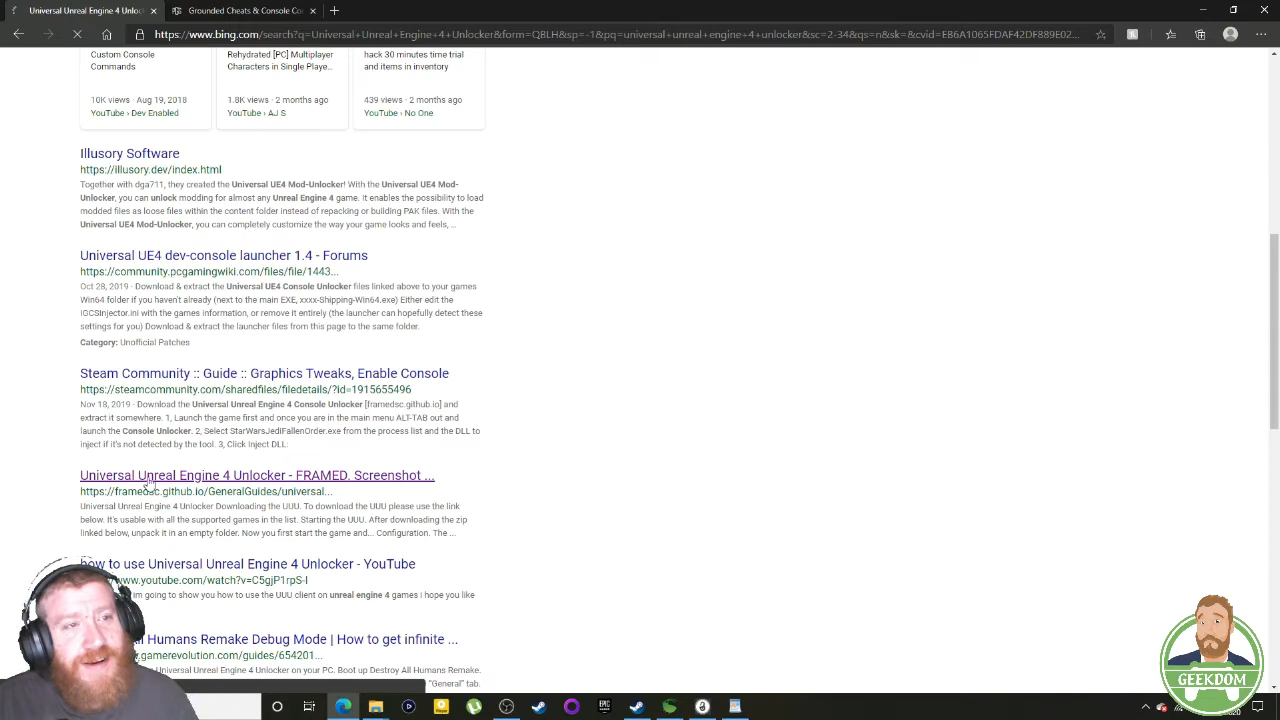 Universal Unreal Engine 4 Unlock
Grounded Cheats & Console Co
https://www.bing.com/search?q=Universal+Unreal+engine+4+unlocker&form=QBLH&sp=-1&pq=universal+unreal+engine+4+unlocker&sc=2-34&qs=n&sk=&cvid=EB6A1065FDAF42DF889E02...
Custom Console
Commands
10K views · Aug 19, 2018
YouTube › Dev Enabled
Rehydrated [PC] Multiplayer
Characters in Single Playe...
1.8K views · 2 months ago
YouTube › AJ S
hack 30 minutes time trial
and items in inventory
439 views · 2 months ago
YouTube › No One
Illusory Software
https://illusory.dev/index.html
Together with dga711, they created the Universal UE4 Mod-Unlocker! With the Universal UE4 Mod-
Unlocker, you can unlock modding for almost any Unreal Engine 4 game. It enables the possibility to load
modded files as loose files within the content folder instead of repacking or building PAK files. With the
Universal UE4 Mod-Unlocker, you can completely customize the way your game looks and feels, ...
Universal UE4 dev-console launcher 1.4 - Forums
https://community.pcgamingwiki.com/files/file/1443...
Oct 28, 2019 · Download & extract the Universal UE4 Console Unlocker files linked above to your games
Win64 folder if you haven't already (next to the main EXE, xxxx-Shipping-Win64.exe) Either edit the
IGCSInjector.ini with the games information, or remove it entirely (the launcher can hopefully detect these
settings for you) Download & extract the launcher files from this page to the same folder.
Category: Unofficial Patches
Steam Community :: Guide :: Graphics Tweaks, Enable Console
https://steamcommunity.com/sharedfiles/filedetails/?id=1915655496
Nov 18, 2019 · Download the Universal Unreal Engine 4 Console Unlocker [framedsc.github.io] and
extract it somewhere. 1, Launch the game first and once you are in the main menu ALT-TAB out and
launch the Console Unlocker. 2, Select StarWarsJediFallenOrder.exe from the process list and the DLL to
inject if it's not detected by the tool. 3, Click Inject DLL:
Universal Unreal Engine 4 Unlocker - FRAMED. Screenshot ...
https://framedsc.github.io/GeneralGuides/universal...
Universal Unreal Engine 4 Unlocker Downloading the UUU. To download the UUU please use the link
below. It's usable with all the supported games in the list. Starting the UUU. After downloading the zip
linked below, unpack it in an empty folder. Now you first start the game and... Configuration. The ...
how to use Universal Unreal Engine 4 Unlocker - YouTube
www.youtube.com/watch?v=C5gjP1rpS-I
im going to show you how to use the UUU client on unreal engine 4 games I hope you like
Humans Remake Debug Mode | How to get infinite ...
.gamerevolution.com/guides/654201...
Universal Unreal Engine 4 Unlocker on your PC. Boot up Destroy All Humans Remake.
"General" tab.
GEEKDOM